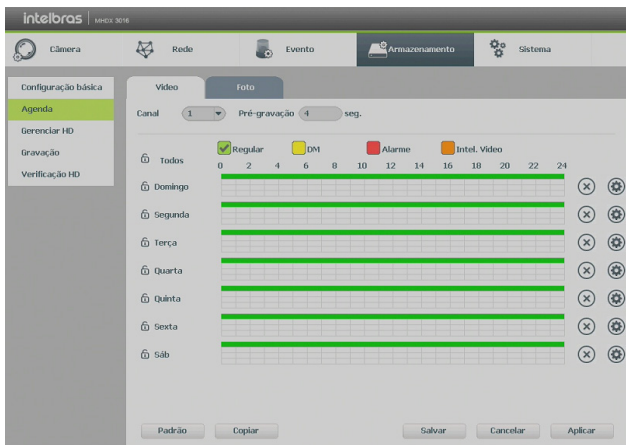 intelbras MHDX 3016
Câmera Rede Evento Armazenamento Sistema
Configuração básica
Agenda
Gerenciar HD
Gravação
Verificação HD
Vídeo Foto
Canal 1 Pré-gravação 4 seg.
Todos Regular DM Alarme Intel. Vídeo
0 2 4 6 8 10 12 14 16 18 20 22 24
Domingo
Segunda
Terça
Quarta
Quinta
Sexta
Sáb
Padrão Copiar Salvar Cancelar Aplicar